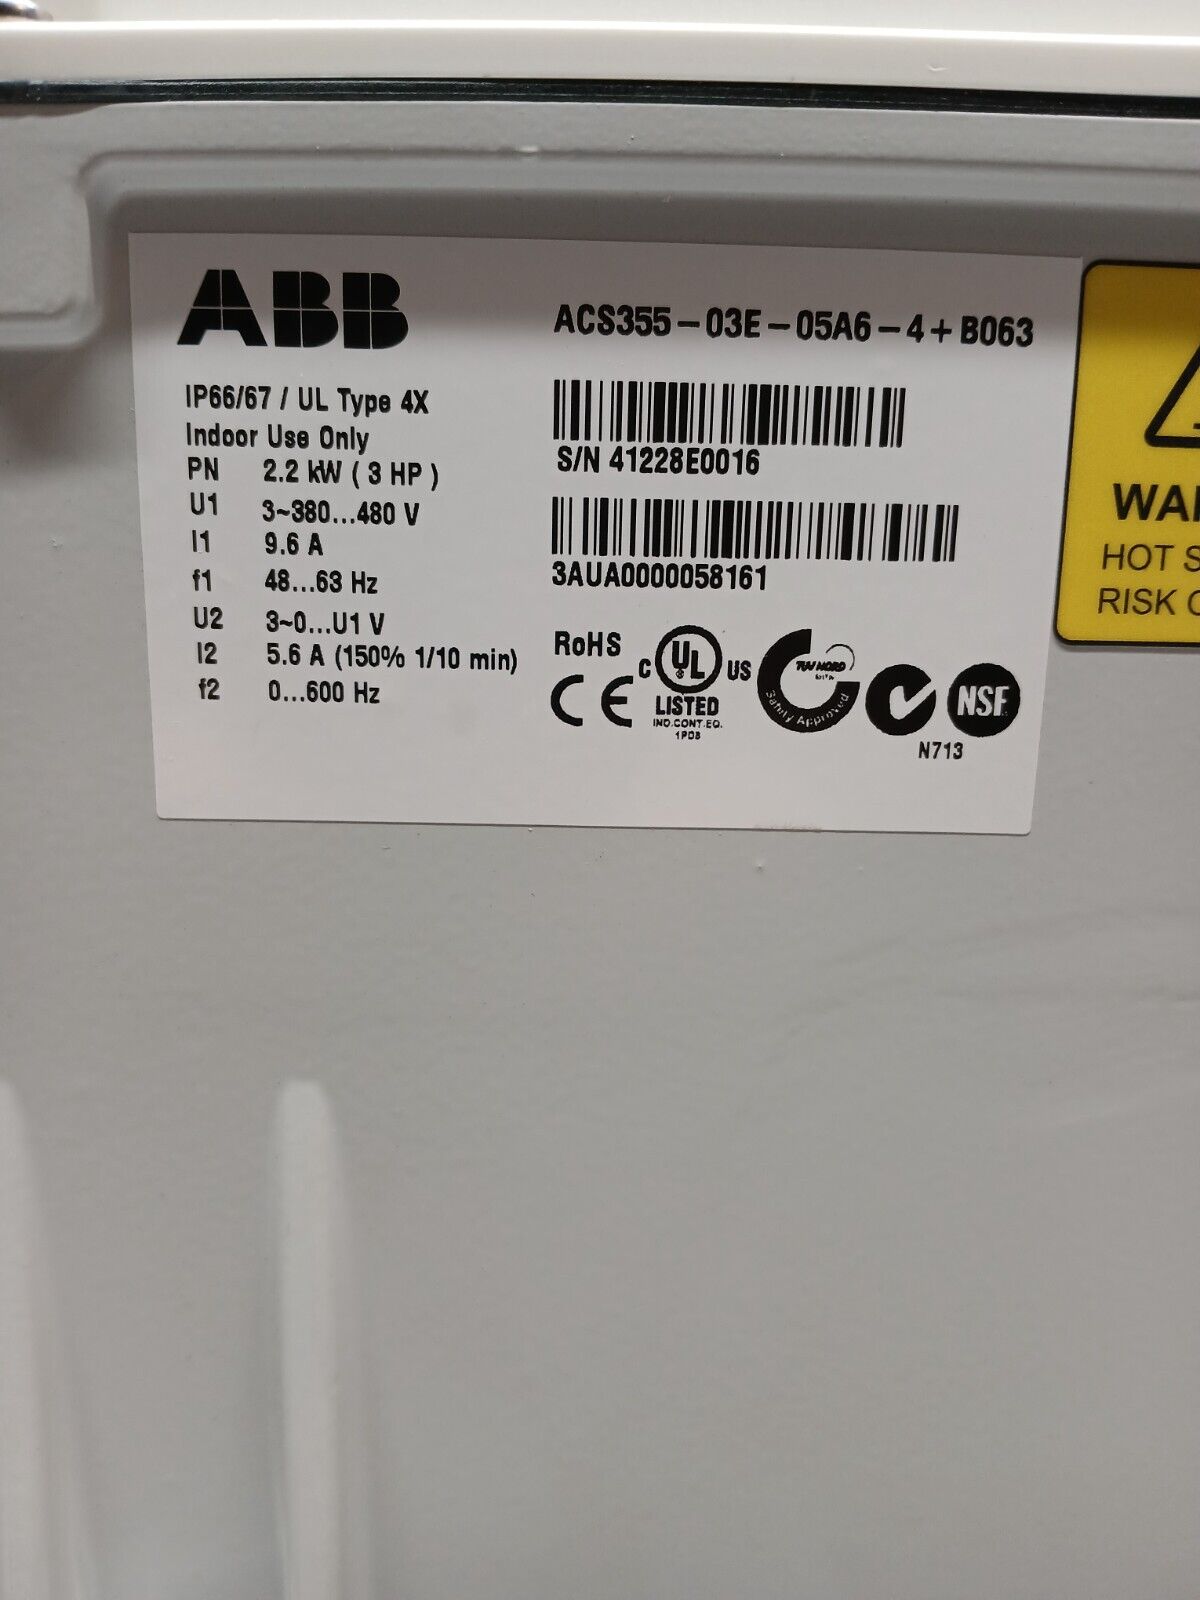 ABB
ACS355-03E-05A6-4+B063
IP66/67 / UL Type 4X
Indoor Use Only
PN 2.2 kW ( 3 HP )
U1 3~380...480 V
I1 9.6 A
f1 48...63 Hz
U2 3~0...U1 V
I2 5.6 A (150% 1/10 min)
f2 0...600 Hz
S/N 41228E0016
3AUA0000058161
RoHS
CE
C UL US
LISTED
IND.CONT.EQ.
1PD8
TUV NORD
Safety Approved
N713
NSF
HOT
RISK